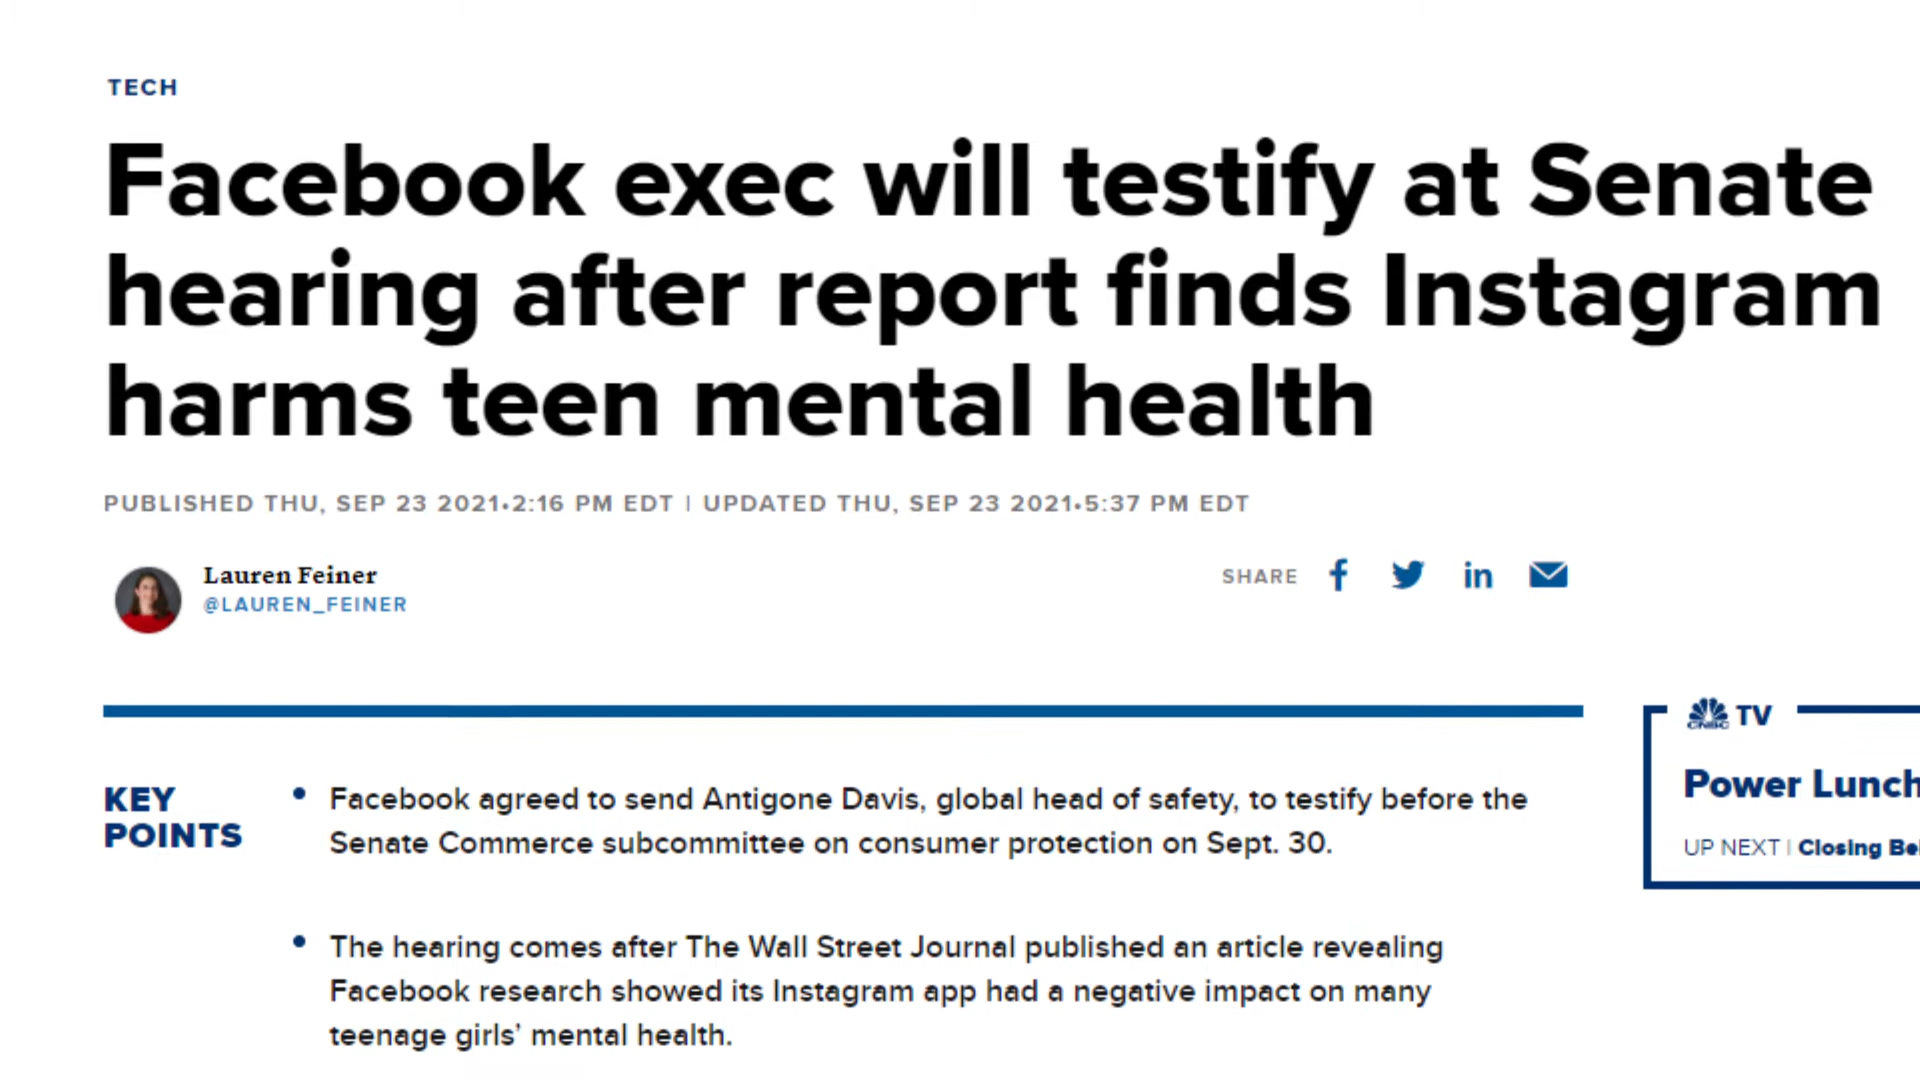 TECH
Facebook exec will testify at Senate
hearing after report finds Instagram
harms teen mental health
PUBLISHED THU, SEP 23 2021•2:16 PM EDT | UPDATED THU, SEP 23 2021•5:37 PM EDT
Lauren Feiner
@LAUREN_FEINER
SHARE
KEY
POINTS
• Facebook agreed to send Antigone Davis, global head of safety, to testify before the
Senate Commerce subcommittee on consumer protection on Sept. 30.
• The hearing comes after The Wall Street Journal published an article revealing
Facebook research showed its Instagram app had a negative impact on many
teenage girls’ mental health.
CNBC TV
Power Lunch
UP NEXT | Closing